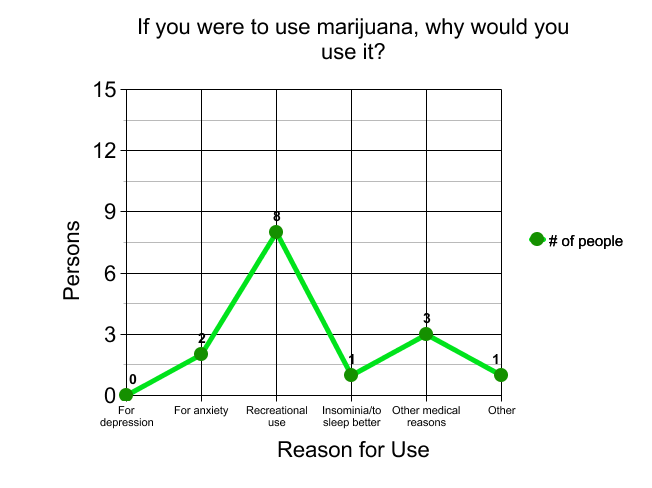 If you were to use marijuana, why would you
use it?
15
12
9
6
3
0
Persons
0
2
8
1
3
1
# of people
For
depression
For anxiety
Recreational
use
Insominia/to
sleep better
Other medical
reasons
Other
Reason for Use